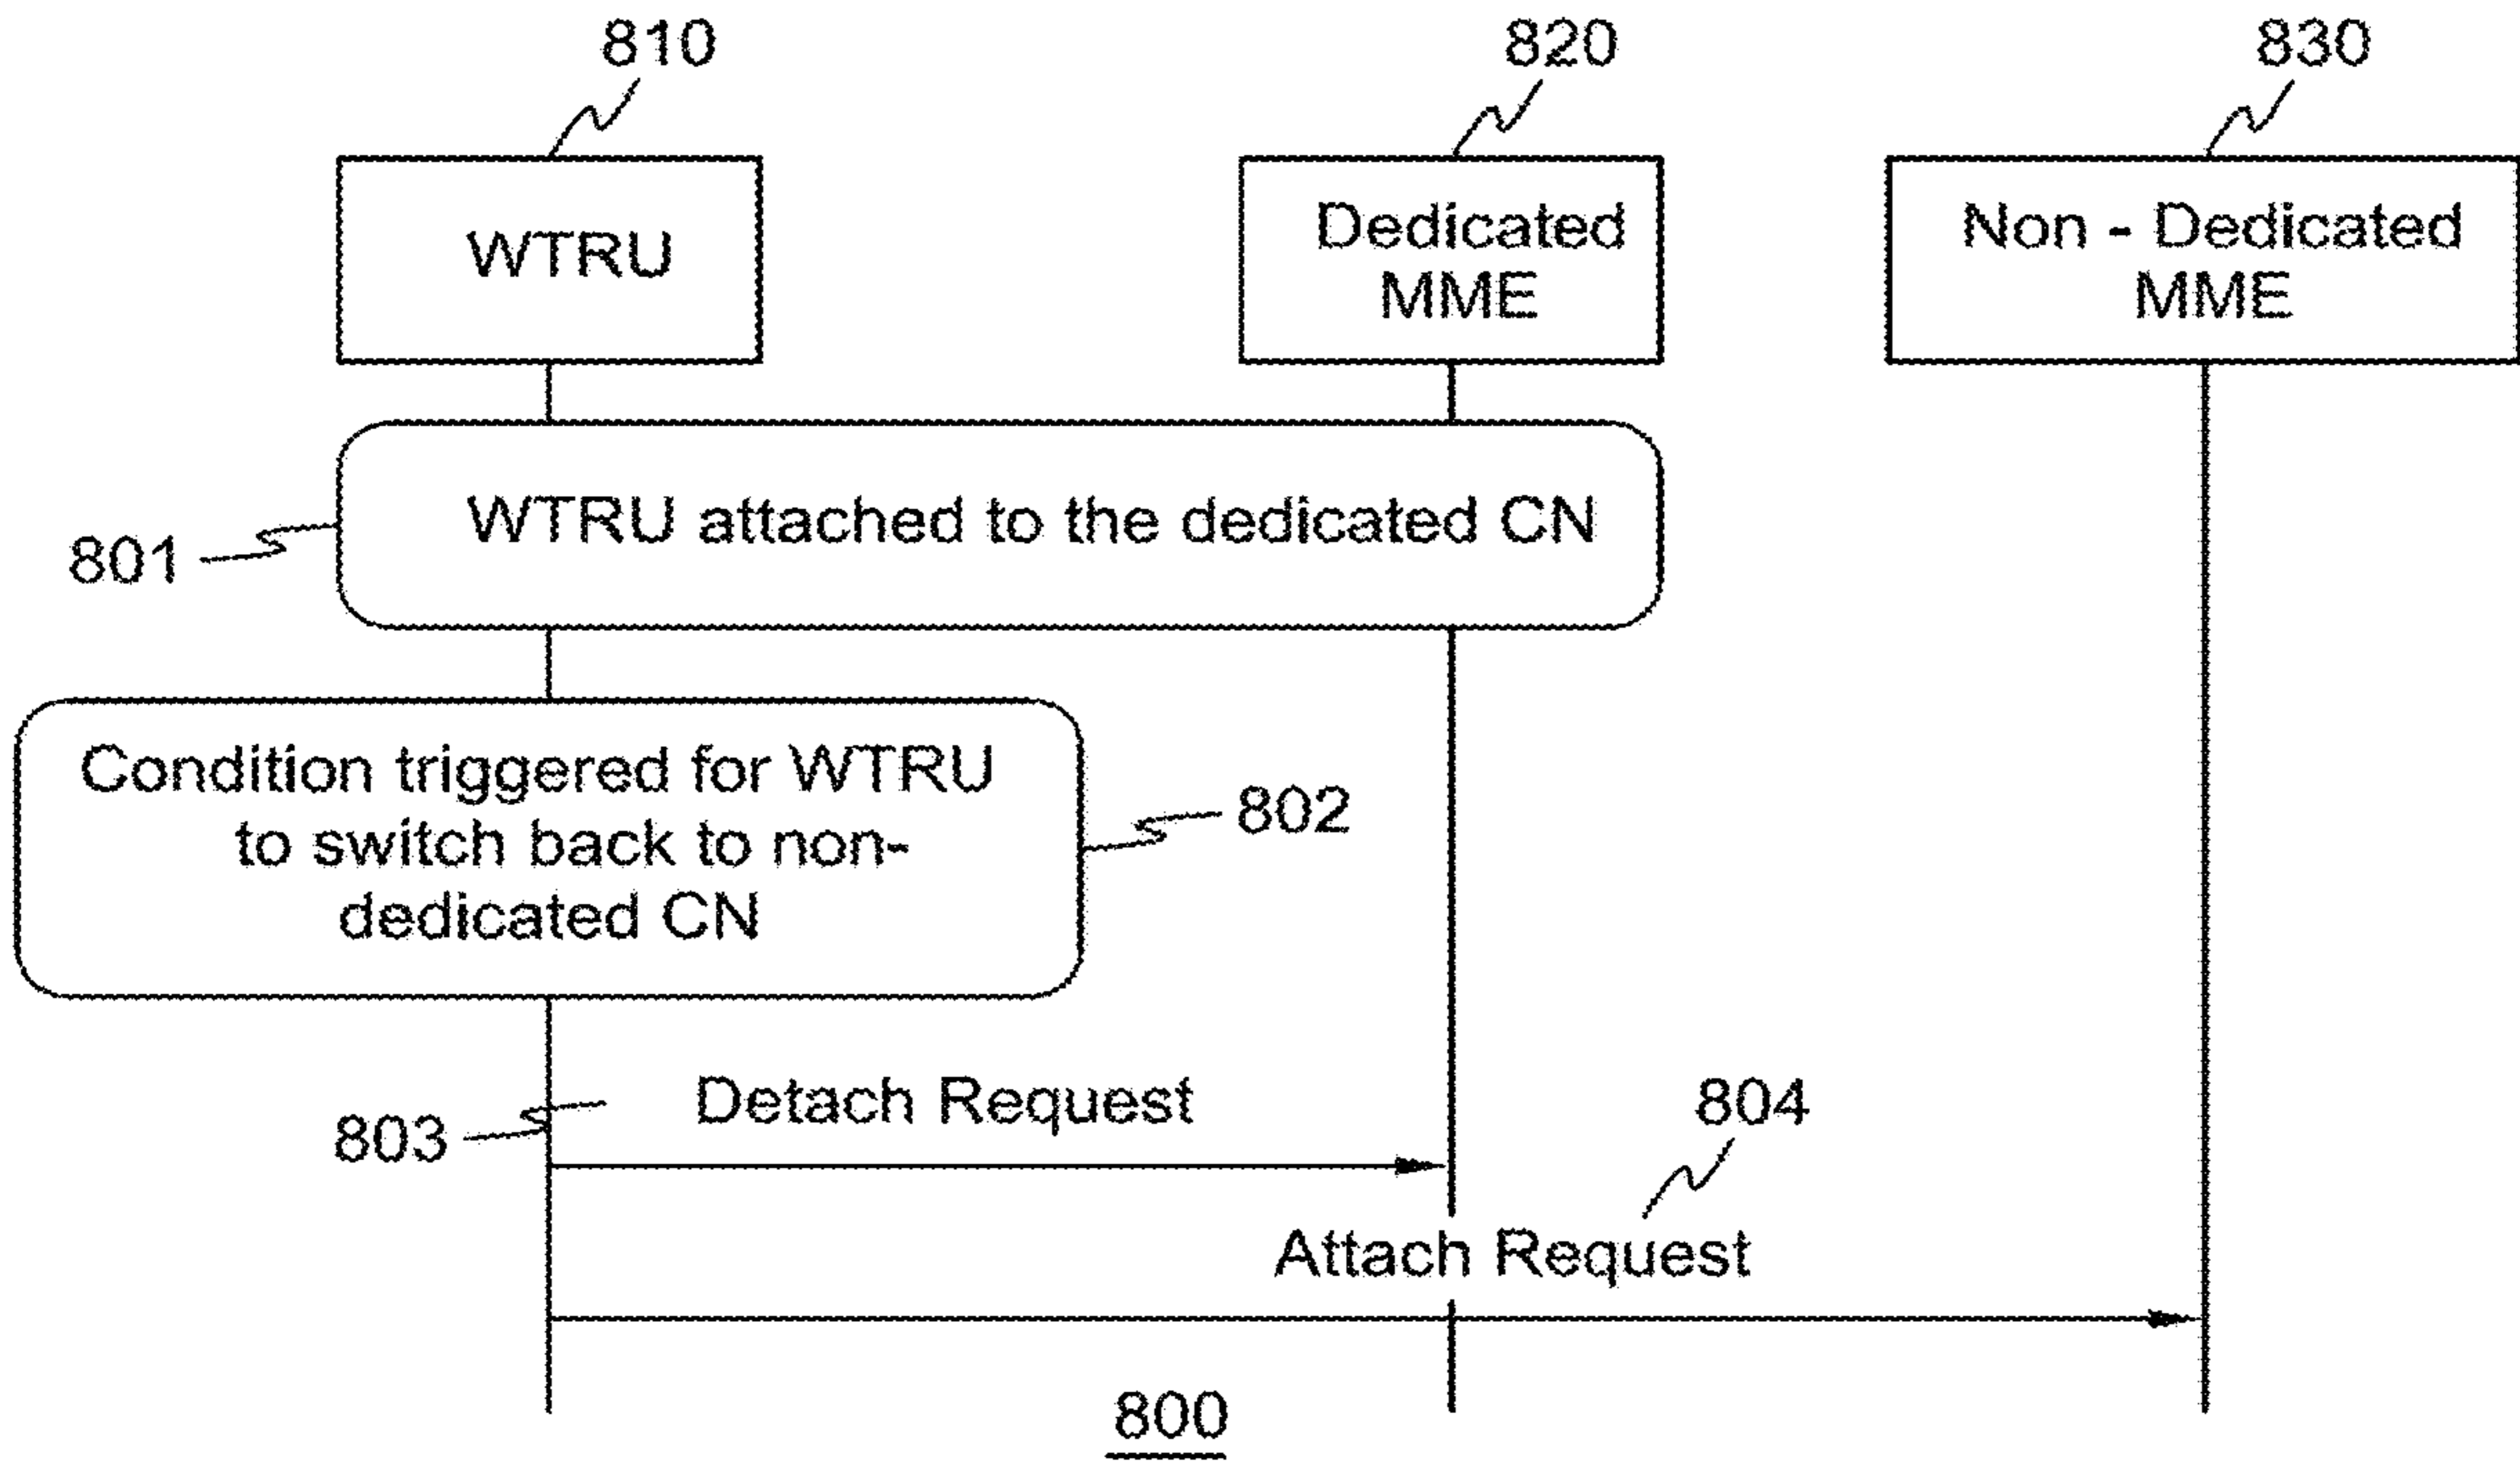 810
820
830
WTRU
Dedicated
MME
Non - Dedicated
MME
WTRU attached to the dedicated CN
801
Condition triggered for WTRU
to switch back to non-
dedicated CN
802
Detach Request
803
804
Attach Request
800